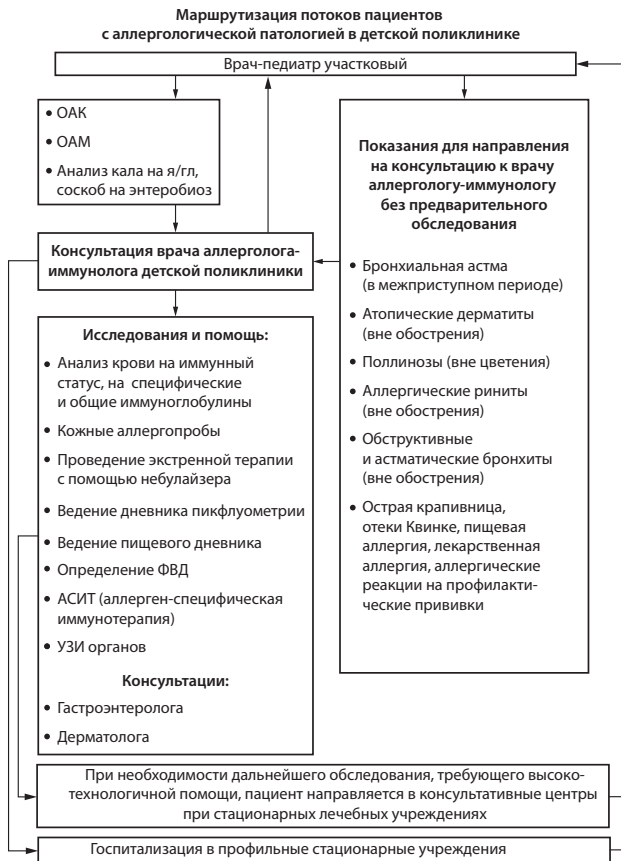 Маршрутизация потоков пациентов
с аллергологической патологией в детской поликлинике
Врач-педиатр участковый
• ОАК
• ОАМ
• Анализ кала на я/гл,
соскоб на энтеробиоз
Консультация врача аллерголога-
иммунолога детской поликлиники
Исследования и помощь:
• Анализ крови на иммунный
статус, на специфические
и общие иммуноглобулины
• Кожные аллергопробы
• Проведение экстренной терапии
с помощью небулайзера
• Ведение дневника пикфлуометрии
• Ведение пищевого дневника
• Определение ФВД
• АСИТ (аллерген-специфическая
иммунотерапия)
• УЗИ органов
Консультации:
• Гастроэнтеролога
• Дерматолога
Показания для направления
на консультацию к врачу
аллергологу-иммунологу
без предварительного
обследования
• Бронхиальная астма
(в межприступном периоде)
• Атопические дерматиты
(вне обострения)
• Поллинозы (вне цветения)
• Аллергические риниты
(вне обострения)
• Обструктивные
и астматические бронхиты
(вне обострения)
• Острая крапивница,
отеки Квинке, пищевая
аллергия, лекарственная
аллергия, аллергические
реакции на профилакти-
ческие прививки
При необходимости дальнейшего обследования, требующего высоко-
технологичной помощи, пациент направляется в консультативные центры
при стационарных лечебных учреждениях
Госпитализация в профильные стационарные учреждения